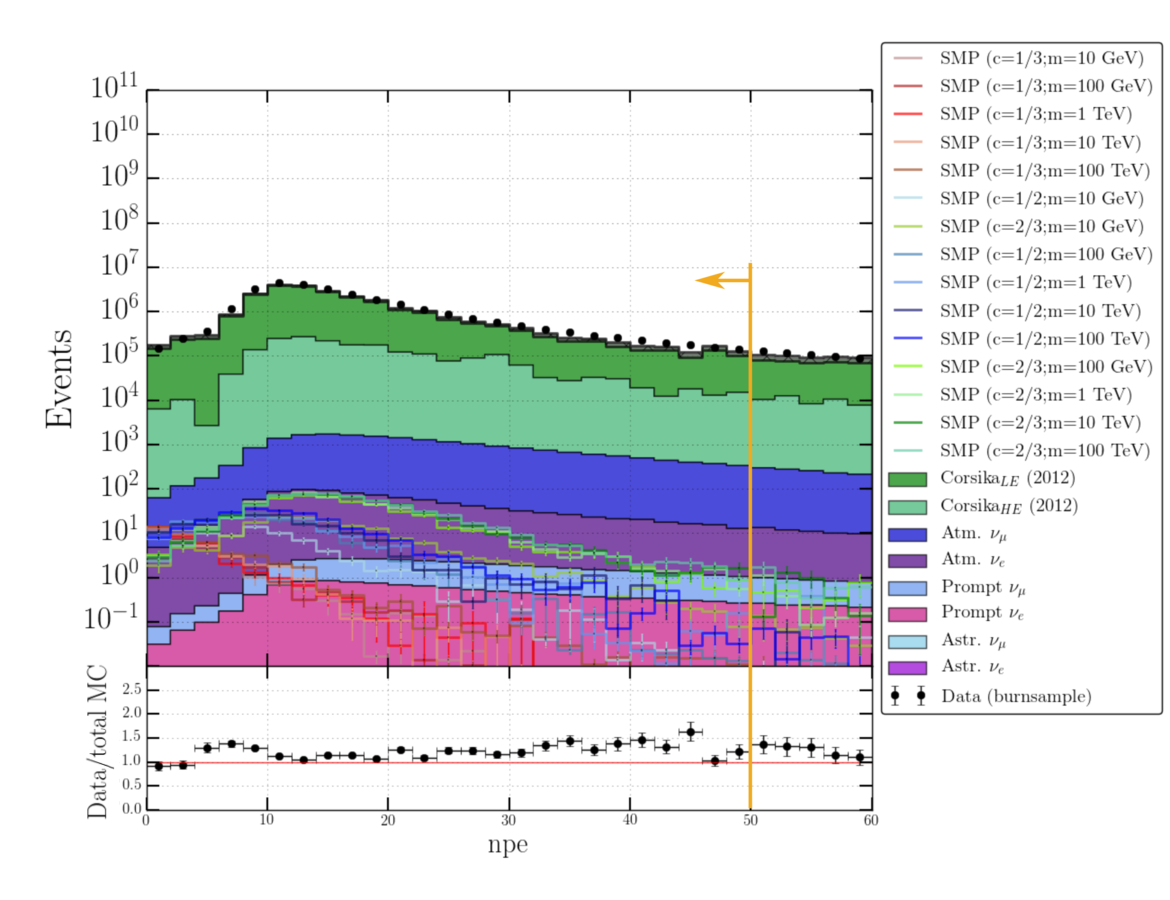 10^11
10^10
10^9
10^8
10^7
10^6
10^5
10^4
10^3
10^2
10^1
10^0
10^−1
Events
2.5
2.0
1.5
1.0
0.5
0.0
Data/total MC
0 10 20 30 40 50 60
npe
SMP (c=1/3;m=10 GeV)
SMP (c=1/3;m=100 GeV)
SMP (c=1/3;m=1 TeV)
SMP (c=1/3;m=10 TeV)
SMP (c=1/3;m=100 TeV)
SMP (c=1/2;m=10 GeV)
SMP (c=2/3;m=10 GeV)
SMP (c=1/2;m=100 GeV)
SMP (c=1/2;m=1 TeV)
SMP (c=1/2;m=10 TeV)
SMP (c=1/2;m=100 TeV)
SMP (c=2/3;m=100 GeV)
SMP (c=2/3;m=1 TeV)
SMP (c=2/3;m=10 TeV)
SMP (c=2/3;m=100 TeV)
Corsika_LE (2012)
Corsika_HE (2012)
Atm. ν_μ
Atm. ν_e
Prompt ν_μ
Prompt ν_e
Astr. ν_μ
Astr. ν_e
Data (burnsample)